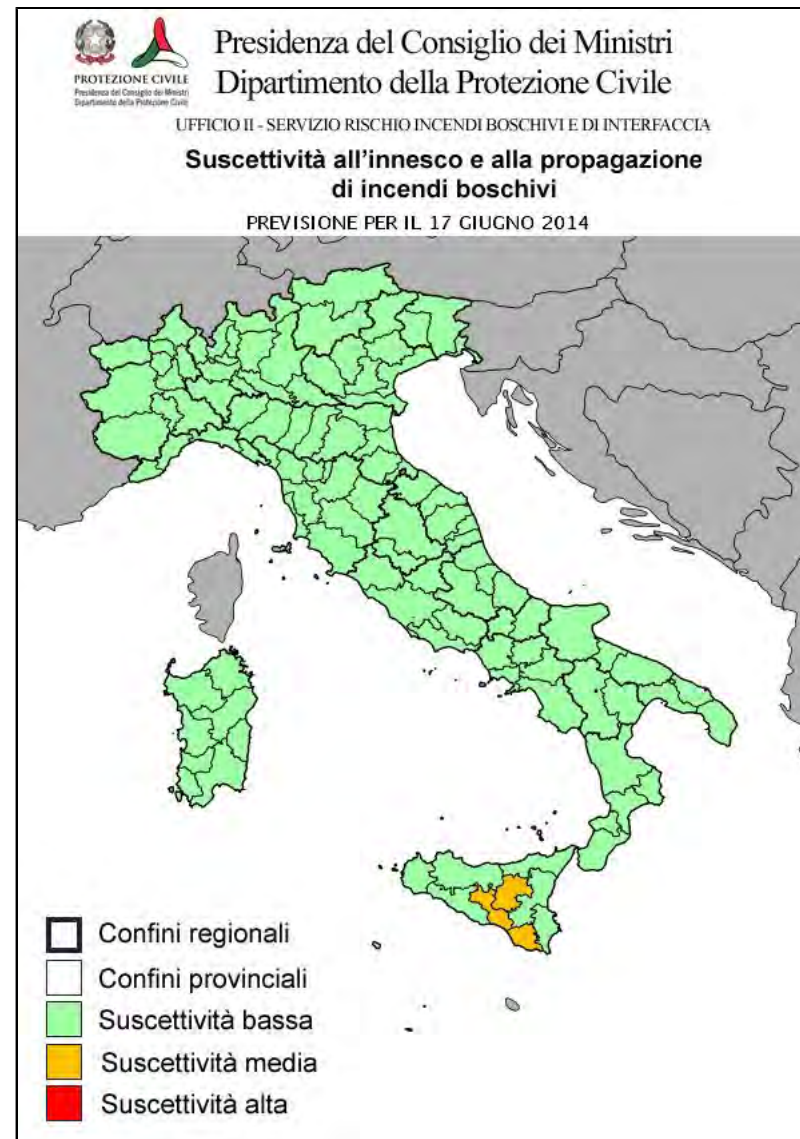 PROTEZIONE CIVILE
Presidenza del Consiglio dei Ministri
Dipartimento della Protezione Civile
Presidenza del Consiglio dei Ministri
Dipartimento della Protezione Civile
UFFICIO II - SERVIZIO RISCHIO INCENDI BOSCHIVI E DI INTERFACCIA
Suscettività all'innesco e alla propagazione
di incendi boschivi
PREVISIONE PER IL 17 GIUGNO 2014
Confini regionali
Confini provinciali
Suscettività bassa
Suscettività media
Suscettività alta